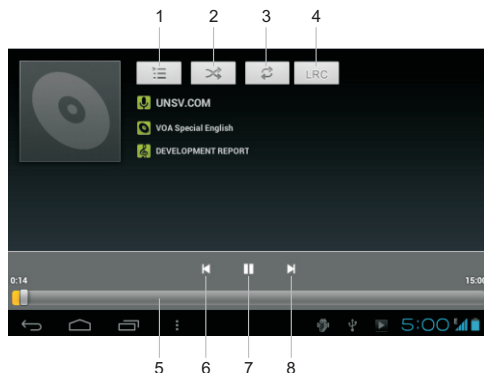 1 2 3 4
LRC
UNSV.COM
VOA Special English
DEVELOPMENT REPORT
0:14 15:00
5:00
5 6 7 8